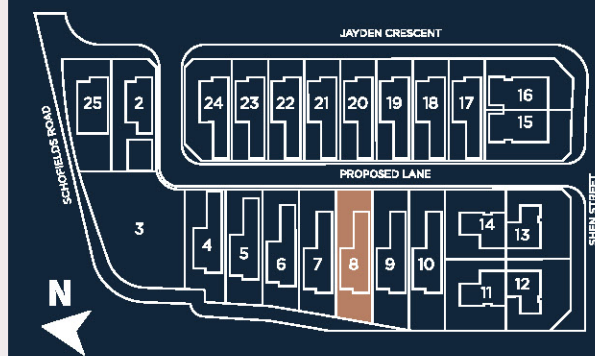 JAYDEN CRESCENT
SCHOFIELDS ROAD
25 2 24 23 22 21 20 19 18 17 16
15
PROPOSED LANE
SHEN STREET
3 4 5 6 7 8 9 10 14 13
11 12
N